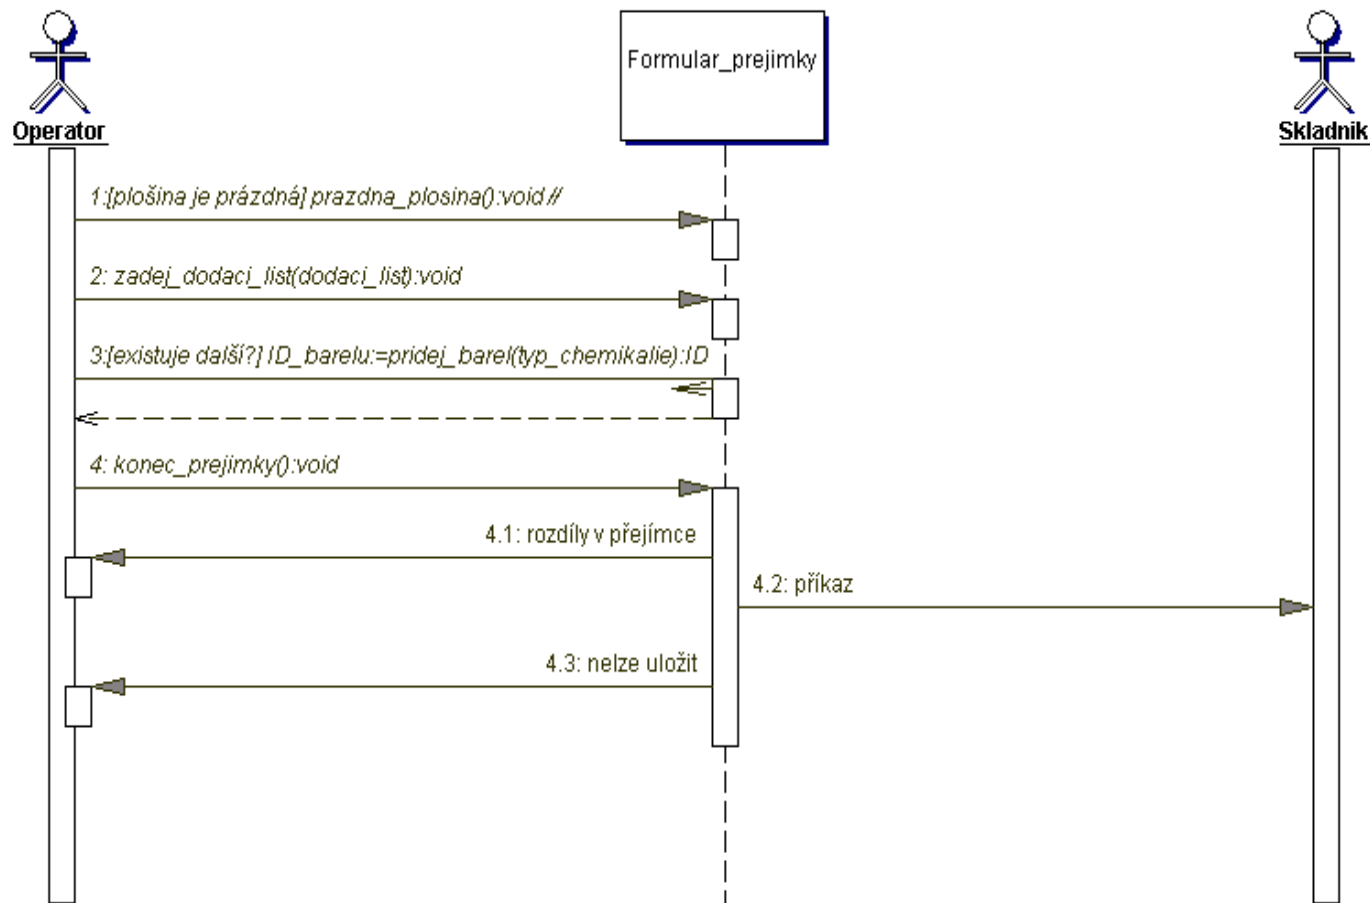 Formular_prejimky
Operator
Skladnik
1:[plošina je prázdná] prazdna_plosina():void //
2: zadej_dodaci_list(dodaci_list):void
3:[existuje další?] ID_barelu:=pridej_barel(typ_chemikalie):ID
4: konec_prejimky():void
4.1: rozdíly v přejímce
4.2: příkaz
4.3: nelze uložit